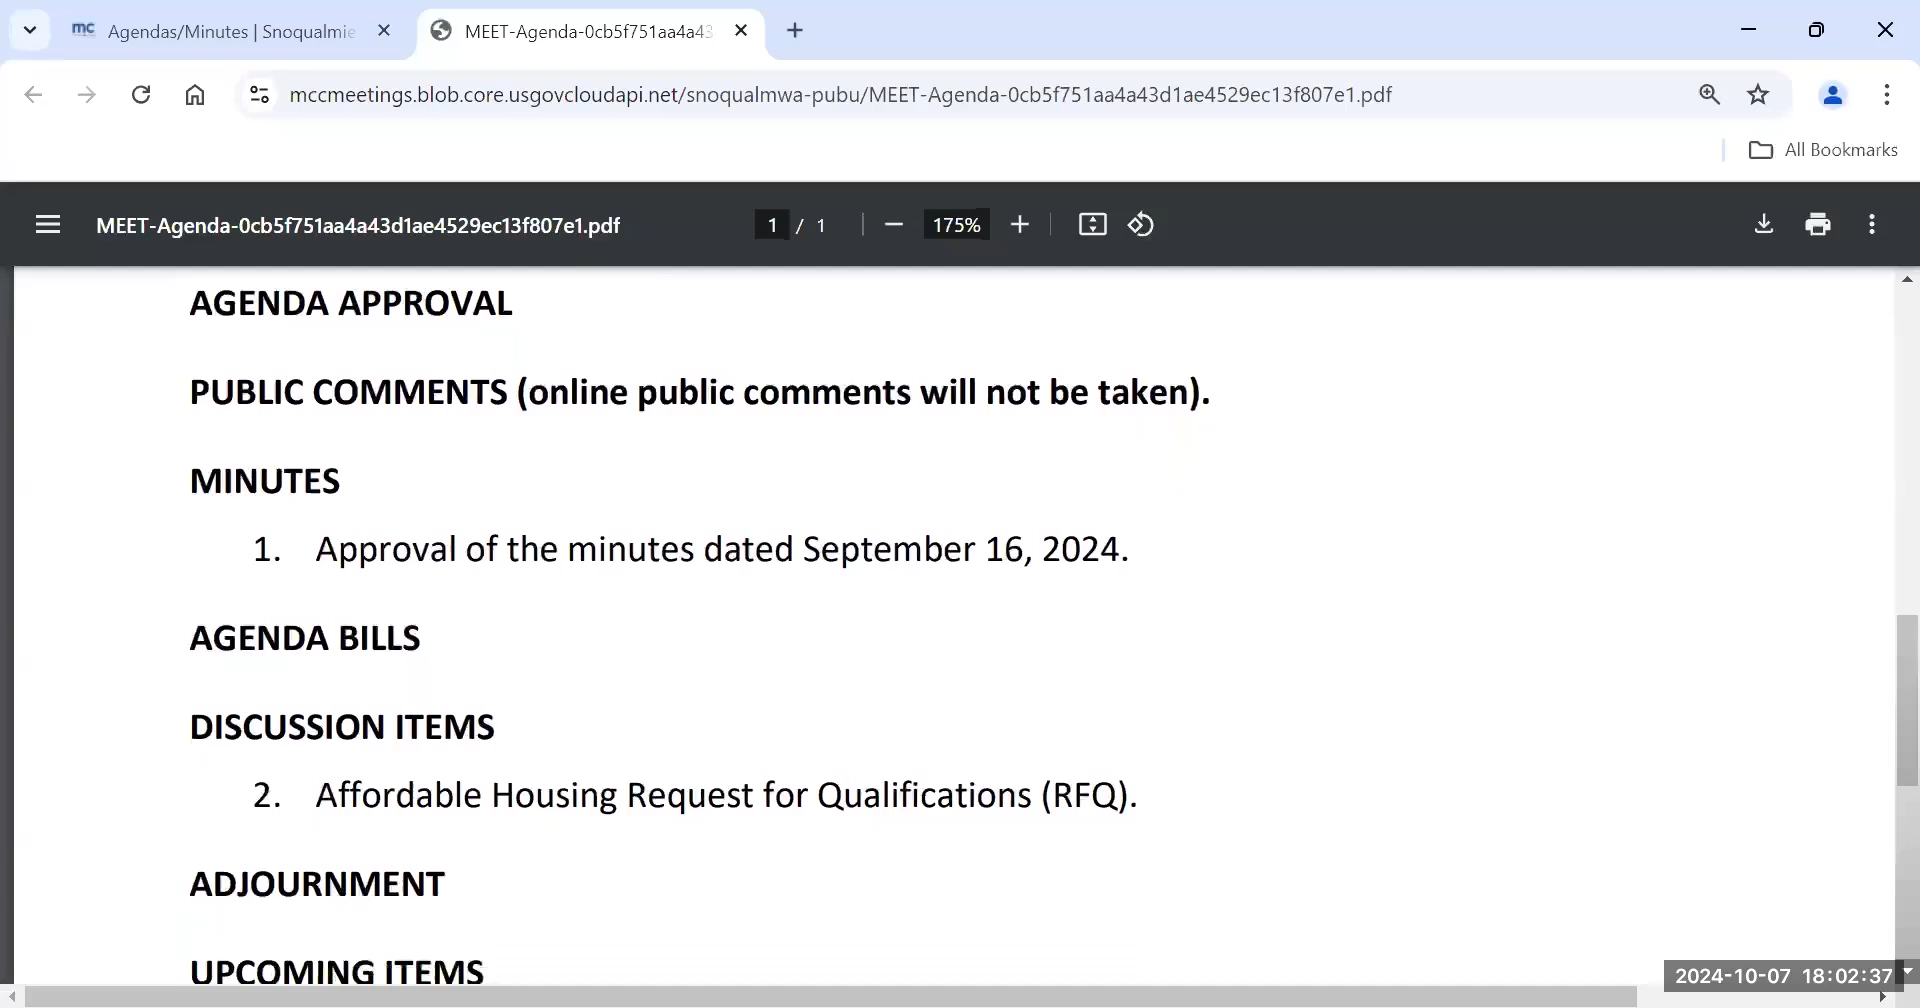 Agendas/Minutes | Snoqualmie
MEET-Agenda-0cb5f751aa4a43
mccmeetings.blob.core.usgovcloudapi.net/snoqualmwa-pubu/MEET-Agenda-0cb5f751aa4a43d1ae4529ec13f807e1.pdf
All Bookmarks
MEET-Agenda-0cb5f751aa4a43d1ae4529ec13f807e1.pdf
1 / 1
175%
AGENDA APPROVAL
PUBLIC COMMENTS (online public comments will not be taken).
MINUTES
1. Approval of the minutes dated September 16, 2024.
AGENDA BILLS
DISCUSSION ITEMS
2. Affordable Housing Request for Qualifications (RFQ).
ADJOURNMENT
UPCOMING ITEMS
2024-10-07 18:02:37